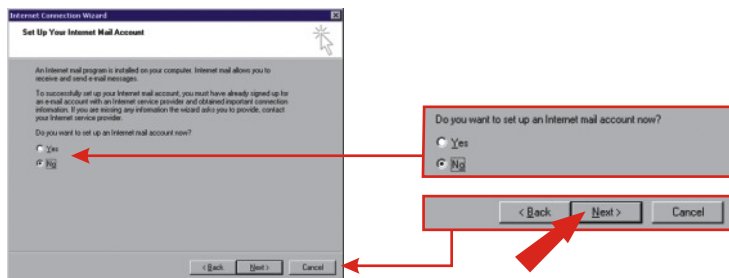 Internet Connection Wizard
Set Up Your Internet Mail Account
An Internet mail program is installed on your computer. Internet mail allows you to
receive and send e-mail messages.
To successfully set up your Internet mail account, you must have already signed up for
an e-mail account with an Internet service provider and obtained important connection
information. If you are missing any information the wizard asks you to provide, contact
your Internet service provider.
Do you want to set up an Internet mail account now?
Yes
No
< Back Next > Cancel
Do you want to set up an Internet mail account now?
Yes
No
< Back Next > Cancel